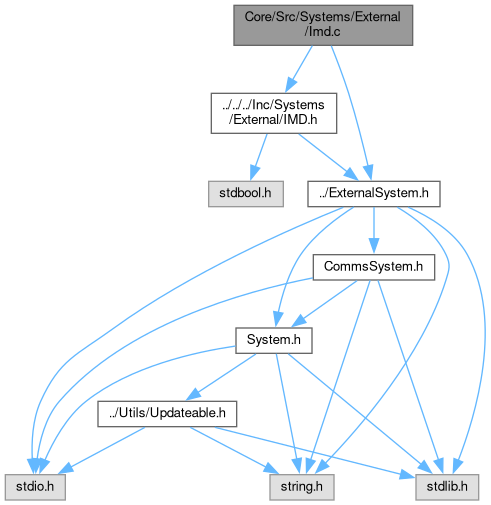 Core/Src/Systems/External
/Imd.c
../../../Inc/Systems
/External/IMD.h
stdbool.h
../ExternalSystem.h
CommsSystem.h
System.h
../Utils/Updateable.h
stdio.h
string.h
stdlib.h